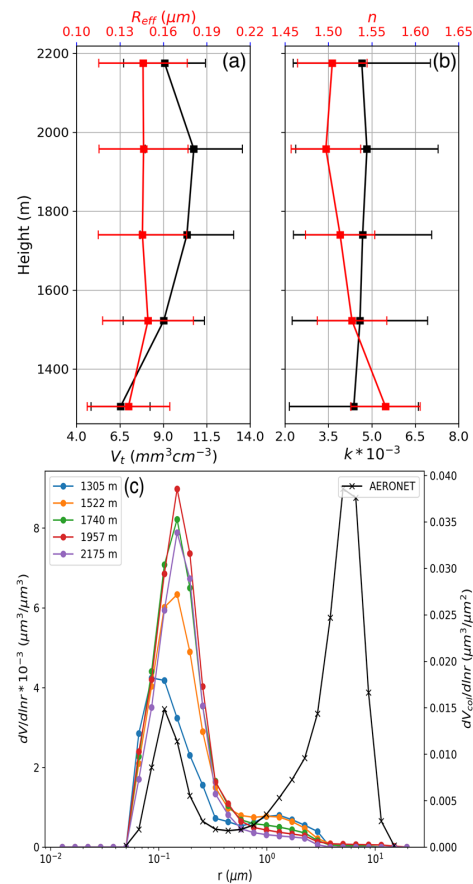 R_eff (μm)
0.10 0.13 0.16 0.19 0.22
n
1.45 1.50 1.55 1.60 1.65
(a)
(b)
Height (m)
2200
2000
1800
1600
1400
4.0 6.5 9.0 11.5 14.0
V_t (mm³cm⁻³)
2.0 3.5 5.0 6.5 8.0
k*10⁻³
(c)
1305 m
1522 m
1740 m
1957 m
2175 m
AERONET
dV/dlnr*10⁻³ (μm³/μm³)
8
6
4
2
0
dV_col/dlnr (μm³/μm²)
0.040
0.035
0.030
0.025
0.020
0.015
0.010
0.005
0.000
10⁻² 10⁻¹ 10⁰ 10¹
r (μm)